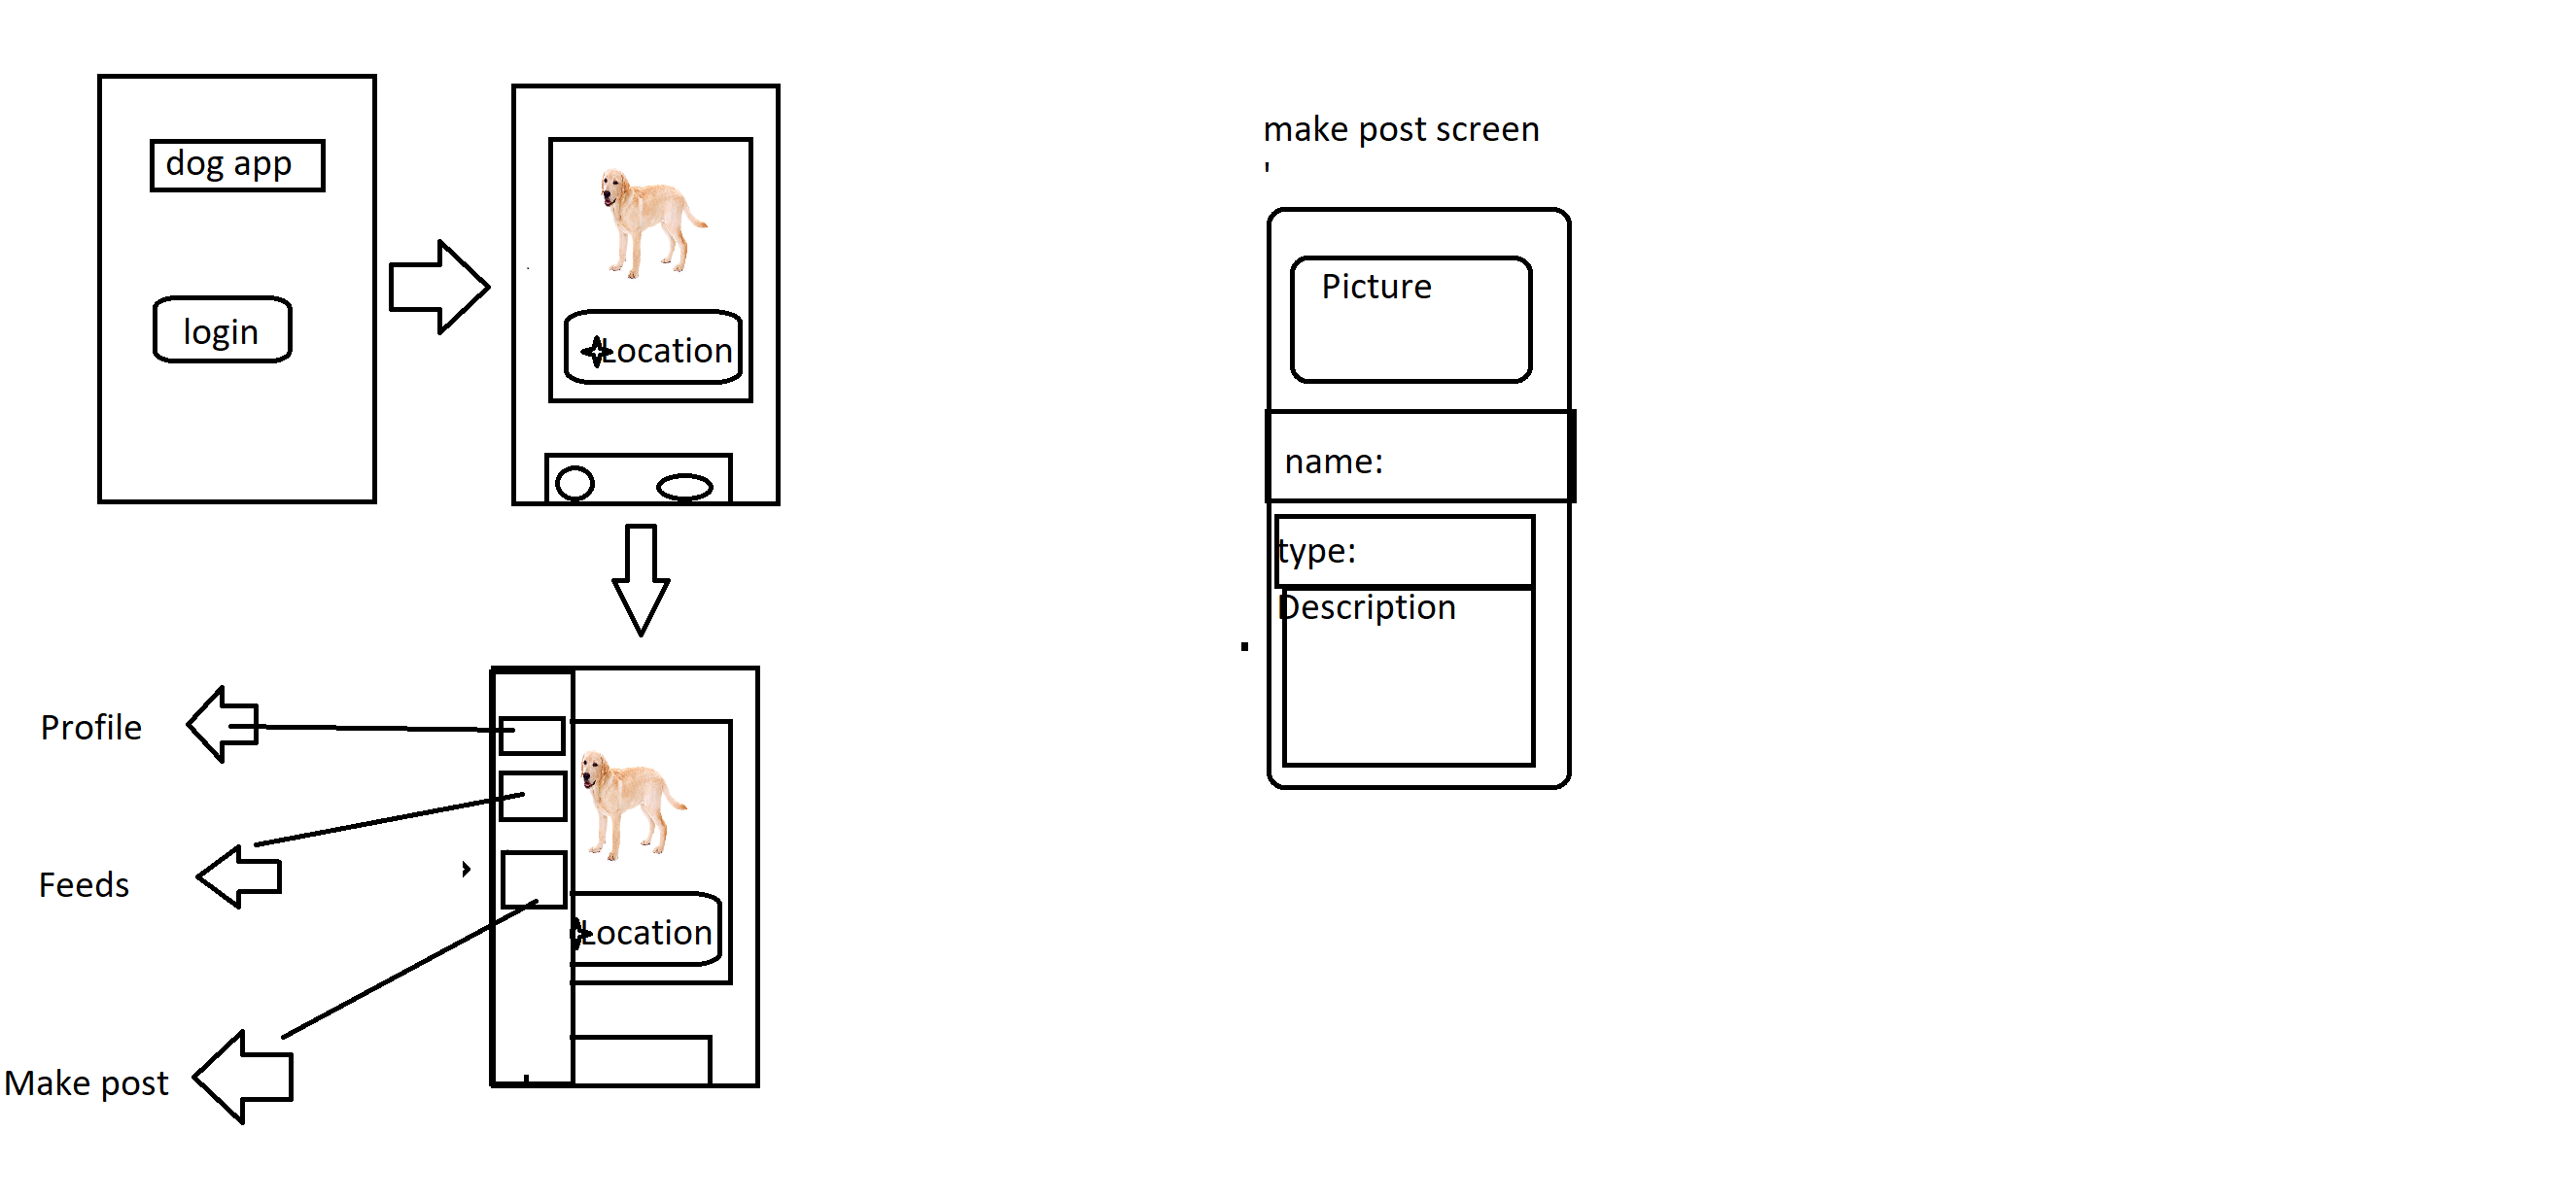 dog app
login
Location
make post screen
'
Picture
name:
type:
Description
Profile
Feeds
Location
Make post